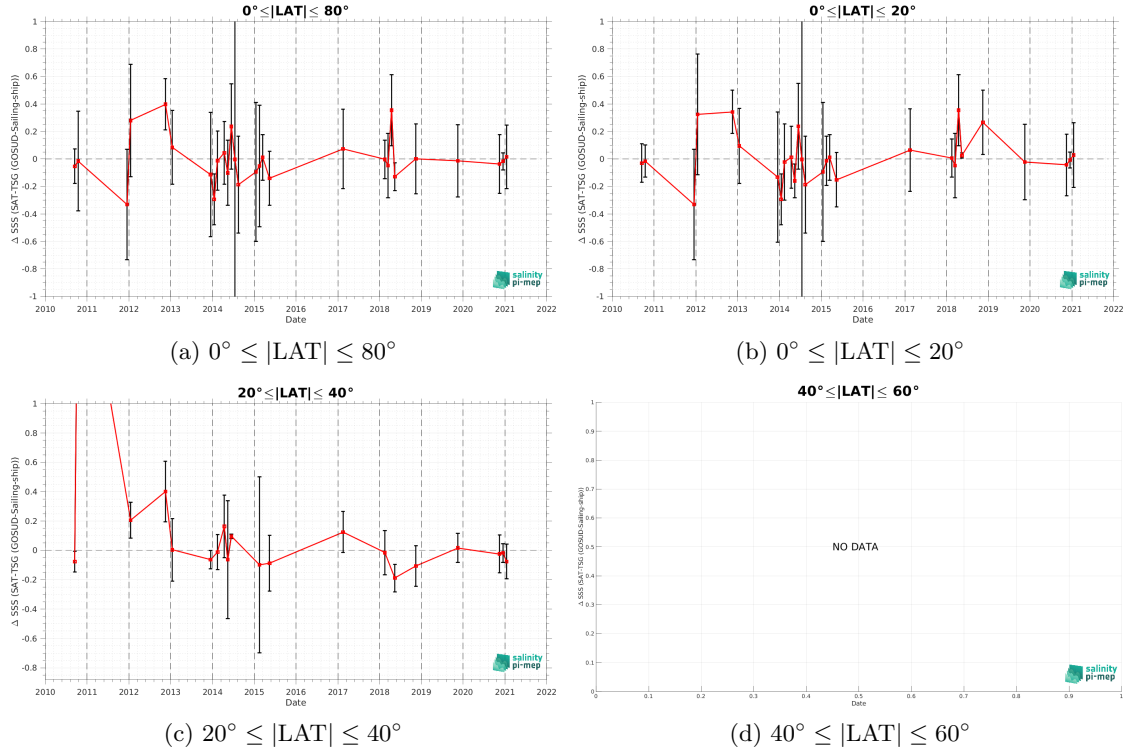 0°≤|LAT|≤ 80°
Δ SSS (SAT-TSG (GOSUD-Sailing-ship))
1
0.8
0.6
0.4
0.2
0
-0.2
-0.4
-0.6
-0.8
-1
2010 2011 2012 2013 2014 2015 2016 2017 2018 2019 2020 2021 2022
Date
salinity
pi-mep
(a) 0° ≤ |LAT| ≤ 80°
0°≤|LAT|≤ 20°
Δ SSS (SAT-TSG (GOSUD-Sailing-ship))
1
0.8
0.6
0.4
0.2
0
-0.2
-0.4
-0.6
-0.8
-1
2010 2011 2012 2013 2014 2015 2016 2017 2018 2019 2020 2021 2022
Date
salinity
pi-mep
(b) 0° ≤ |LAT| ≤ 20°
20°≤|LAT|≤ 40°
Δ SSS (SAT-TSG (GOSUD-Sailing-ship))
1
0.8
0.6
0.4
0.2
0
-0.2
-0.4
-0.6
-0.8
2010 2011 2012 2013 2014 2015 2016 2017 2018 2019 2020 2021 2022
Date
salinity
pi-mep
(c) 20° ≤ |LAT| ≤ 40°
40°≤|LAT|≤ 60°
Δ SSS (SAT-TSG (GOSUD-Sailing-ship))
1
0.9
0.8
0.7
0.6
0.5
0.4
0.3
0.2
0.1
0
NO DATA
0 0.1 0.2 0.3 0.4 0.5 0.6 0.7 0.8 0.9 1
Date
salinity
pi-mep
(d) 40° ≤ |LAT| ≤ 60°